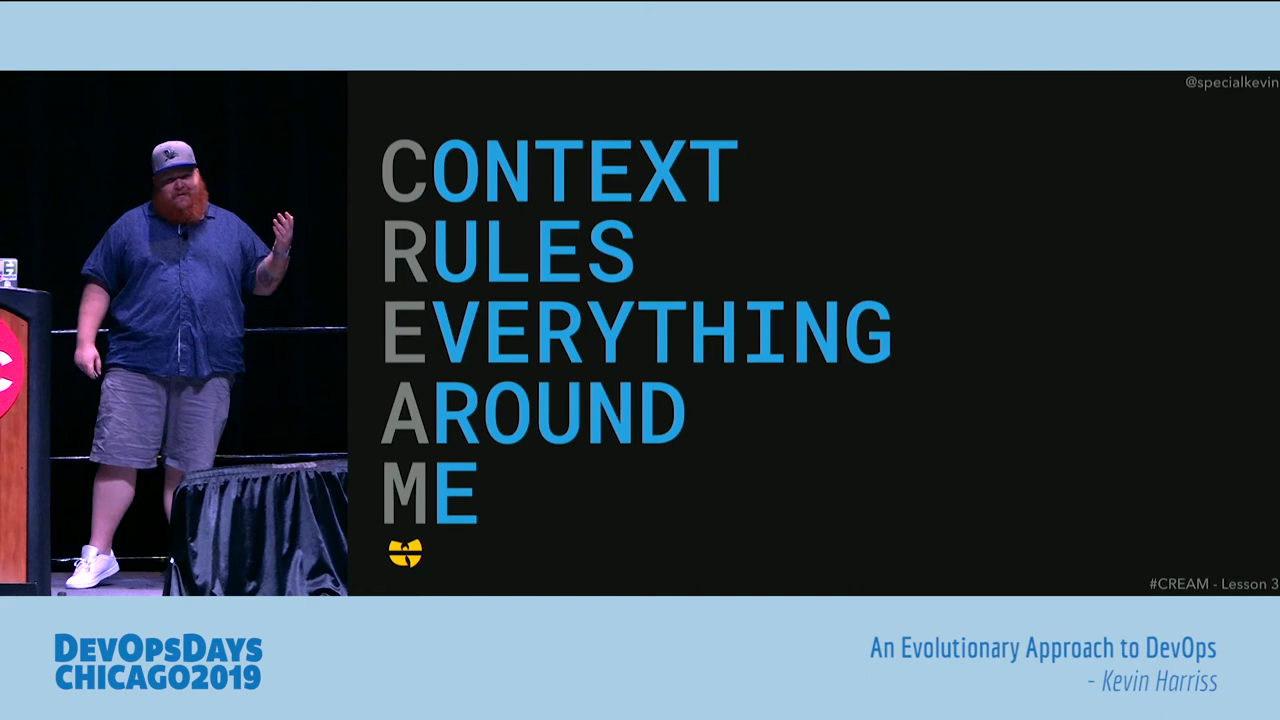 @specialkevin
CONTEXT
RULES
EVERYTHING
AROUND
ME
#CREAM - Lesson 3
DEVOPSDAYS
CHICAGO2019
An Evolutionary Approach to DevOps
- Kevin Harriss